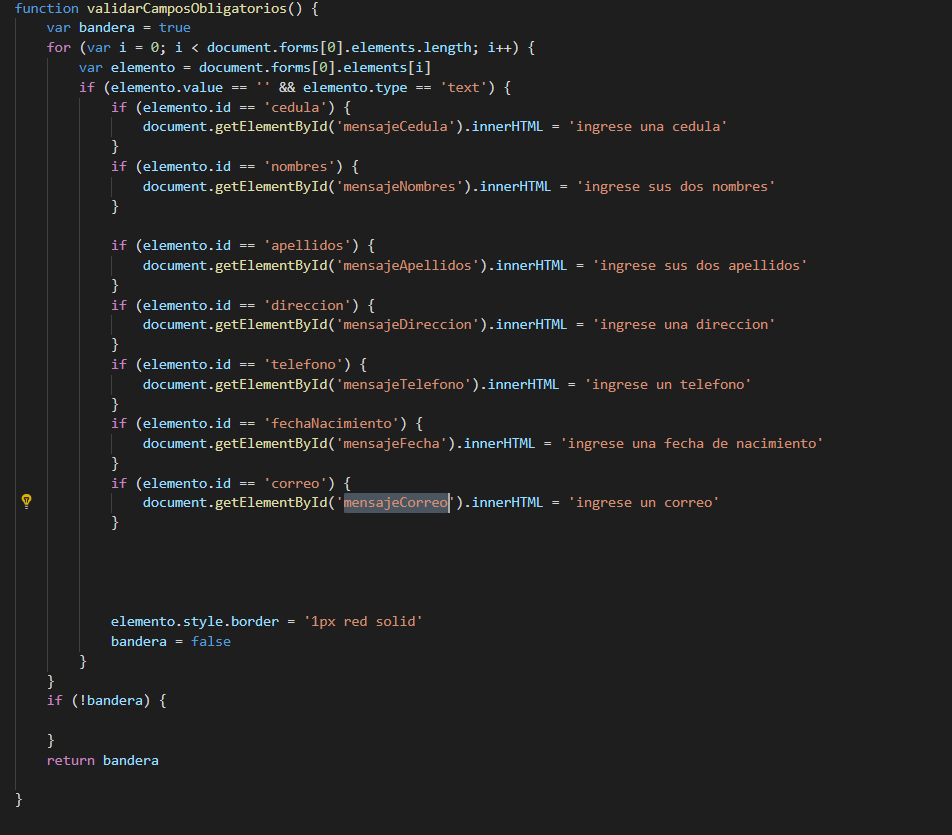 function validarCamposObligatorios() {
    var bandera = true
    for (var i = 0; i < document.forms[0].elements.length; i++) {
        var elemento = document.forms[0].elements[i]
        if (elemento.value == '' && elemento.type == 'text') {
            if (elemento.id == 'cedula') {
                document.getElementById('mensajeCedula').innerHTML = 'ingrese una cedula'
            }
            if (elemento.id == 'nombres') {
                document.getElementById('mensajeNombres').innerHTML = 'ingrese sus dos nombres'
            }

            if (elemento.id == 'apellidos') {
                document.getElementById('mensajeApellidos').innerHTML = 'ingrese sus dos apellidos'
            }
            if (elemento.id == 'direccion') {
                document.getElementById('mensajeDireccion').innerHTML = 'ingrese una direccion'
            }
            if (elemento.id == 'telefono') {
                document.getElementById('mensajeTelefono').innerHTML = 'ingrese un telefono'
            }
            if (elemento.id == 'fechaNacimiento') {
                document.getElementById('mensajeFecha').innerHTML = 'ingrese una fecha de nacimiento'
            }
            if (elemento.id == 'correo') {
                document.getElementById('mensajeCorreo').innerHTML = 'ingrese un correo'
            }

            elemento.style.border = '1px red solid'
            bandera = false
        }
    }
    if (!bandera) {

    }
    return bandera

}